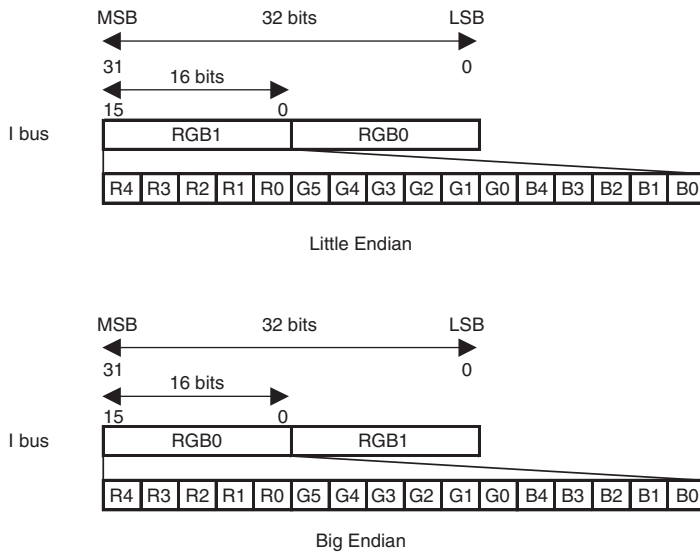 MSB 32 bits LSB
31 0
16 bits
15 0
I bus RGB1 RGB0
R4 R3 R2 R1 R0 G5 G4 G3 G2 G1 G0 B4 B3 B2 B1 B0
Little Endian
MSB 32 bits LSB
31 0
16 bits
15 0
I bus RGB0 RGB1
R4 R3 R2 R1 R0 G5 G4 G3 G2 G1 G0 B4 B3 B2 B1 B0
Big Endian